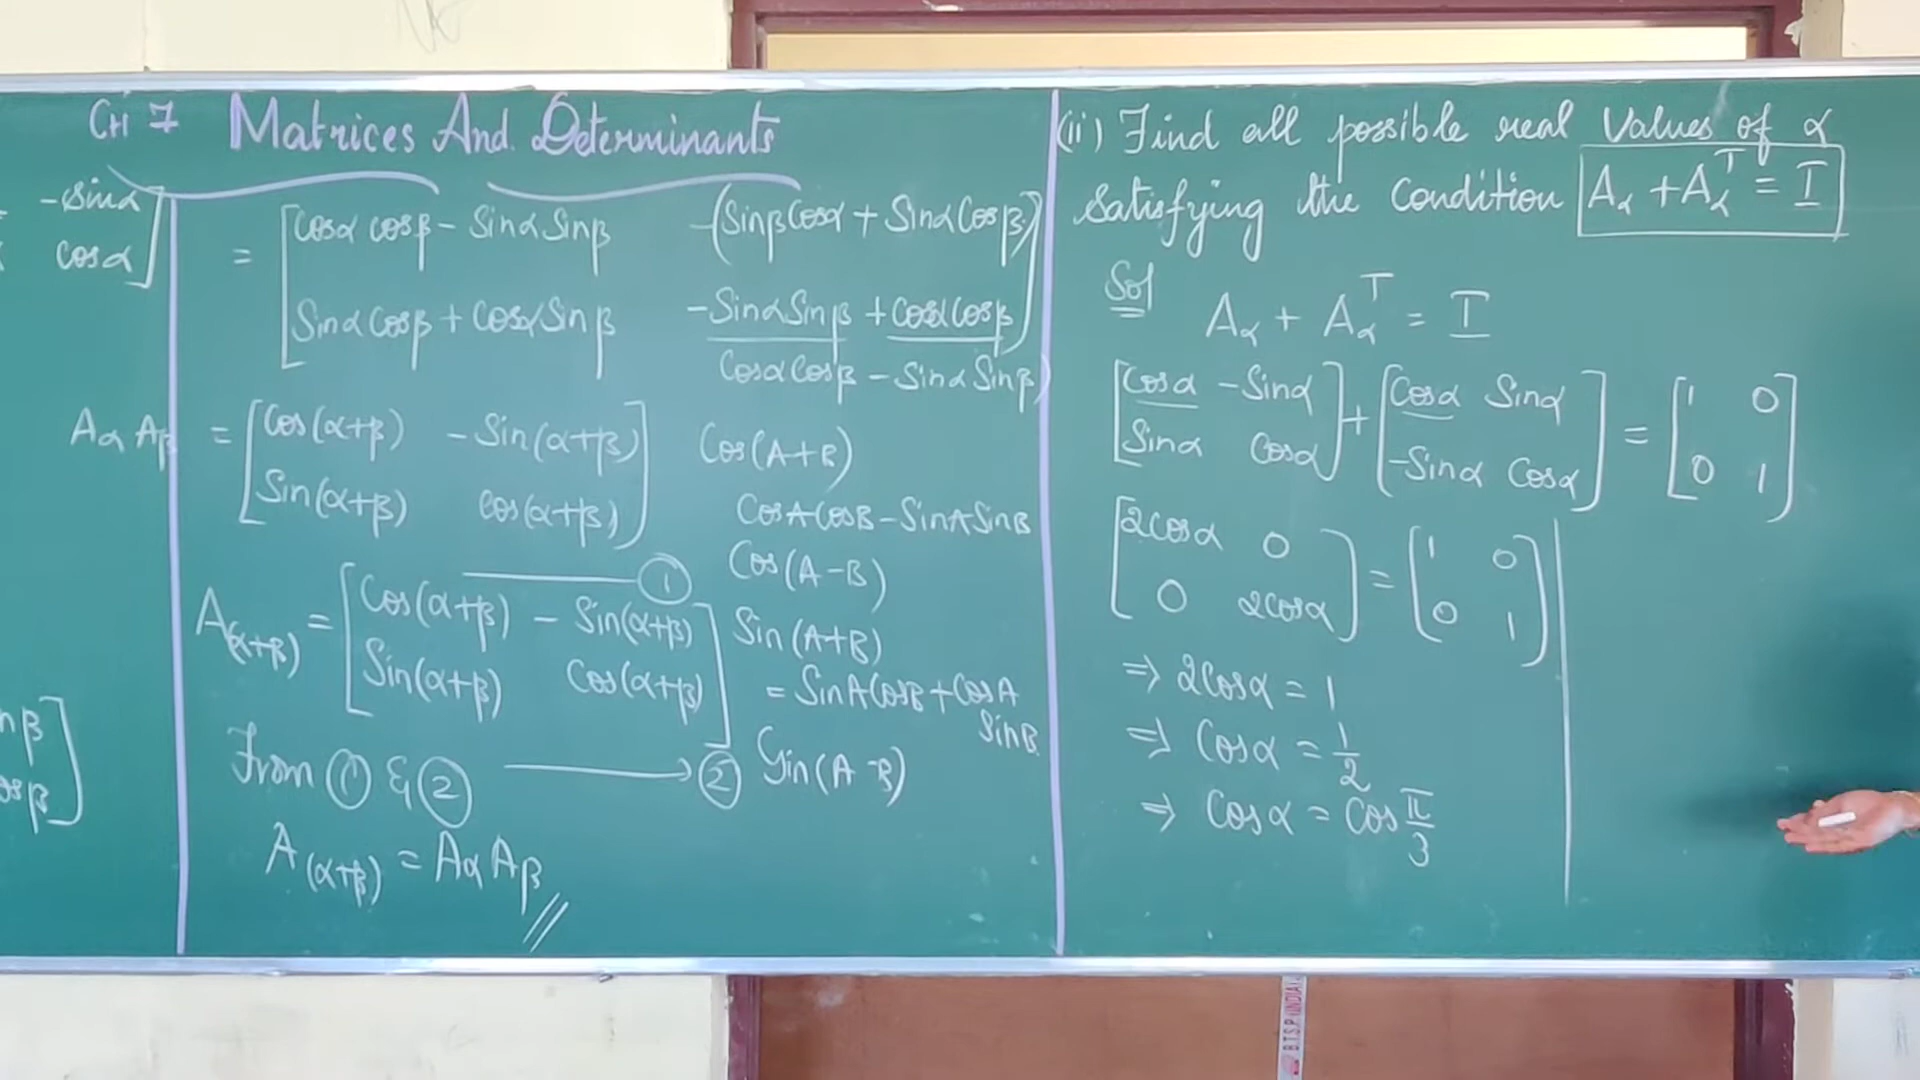 CH 7 Matrices And Determinants
-Sinα
cosα
nβ
osβ
= [Cosα cosβ - Sinα Sinβ -(Sinβ Cosα + Sinα Cosβ)
Sinα Cosβ + Cosα Sinβ -Sinα Sinβ + Cosα Cosβ]
Cosα Cosβ - Sinα Sinβ)
Aα Aβ = [Cos(α+β) - Sin(α+β)
Sin(α+β) cos(α+β)]
①
Cos(A+B)
CosA CosB - SinA SinB
Cos(A-B)
Sin(A+B)
= SinA CosB + CosA
SinB
Sin(A-B)
A(α+β) = [Cos(α+β) - Sin(α+β)
Sin(α+β) Cos(α+β)]
From ① & ② → ②
A(α+β) = Aα Aβ //
(ii) Find all possible real Values of α
satisfying the Condition Aα + Aα^T = I
Sol
Aα + Aα^T = I
[Cosα -Sinα
Sinα Cosα] + [Cosα Sinα
-Sinα Cosα] = [1 0
0 1]
[2cosα 0
0 2cosα] = [1 0
0 1]
⇒ 2cosα = 1
⇒ Cosα = 1/2
⇒ Cosα = Cos π/3
B.T.S.P (INDIA)